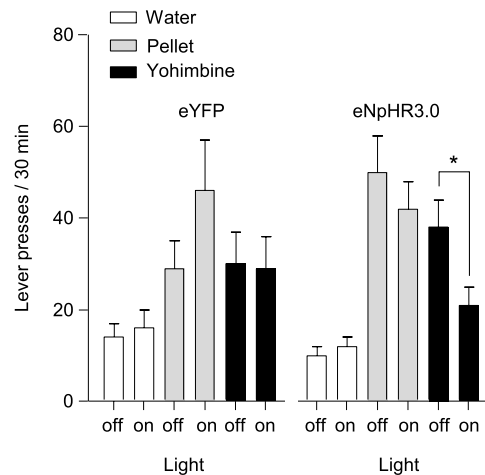 Water
80
Pellet
Yohimbine
eYFP
eNpHR3.0
60
*
40
20
0
Lever presses / 30 min
off on off on off on
off on off on off on
Light
Light